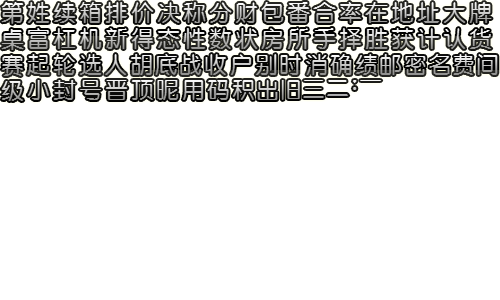 第姓续箱排价决称分财包番合率在地址大牌
桌富杠机新得态性数状房所手择胜获计认货
赛起轮选人胡底战收户别时消确绩邮密名费间
级小封号晋顶昵用码积出旧三二:一